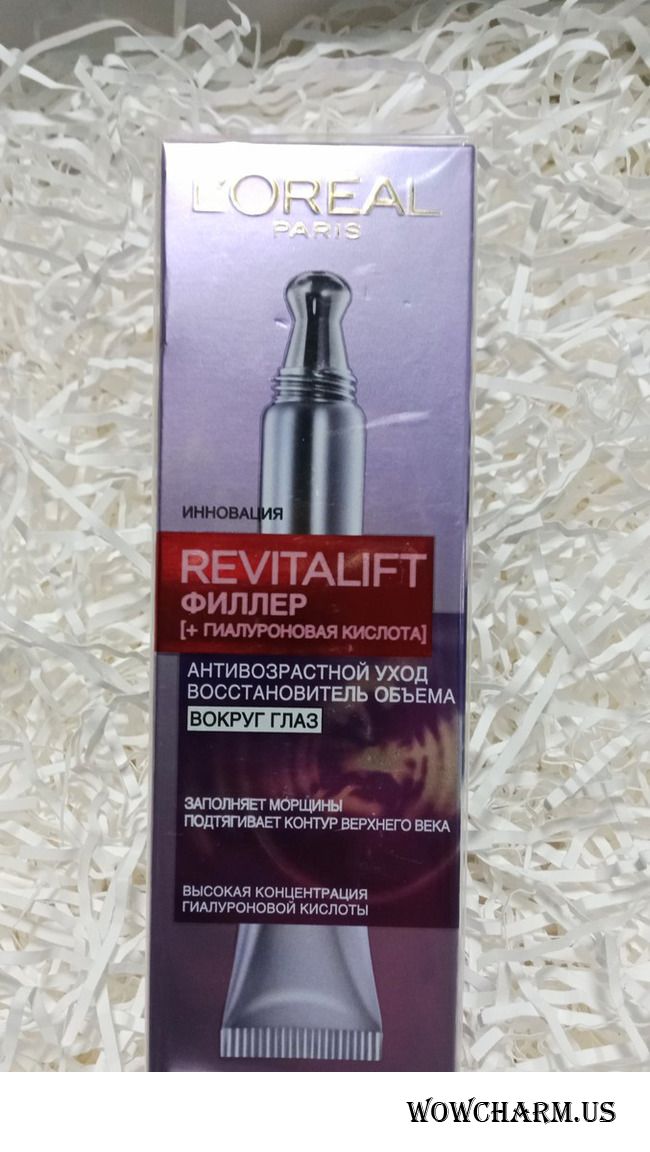 L'ORÉAL
PARIS
ИННОВАЦИЯ
REVITALIFT
ФИЛЛЕР
[+ ГИАЛУРОНОВАЯ КИСЛОТА]
АНТИВОЗРАСТНОЙ УХОД
ВОССТАНОВИТЕЛЬ ОБЪЕМА
ВОКРУГ ГЛАЗ
ЗАПОЛНЯЕТ МОРЩИНЫ
ПОДТЯГИВАЕТ КОНТУР ВЕРХНЕГО ВЕКА
ВЫСОКАЯ КОНЦЕНТРАЦИЯ
ГИАЛУРОНОВОЙ КИСЛОТЫ
WOWCHARM.US